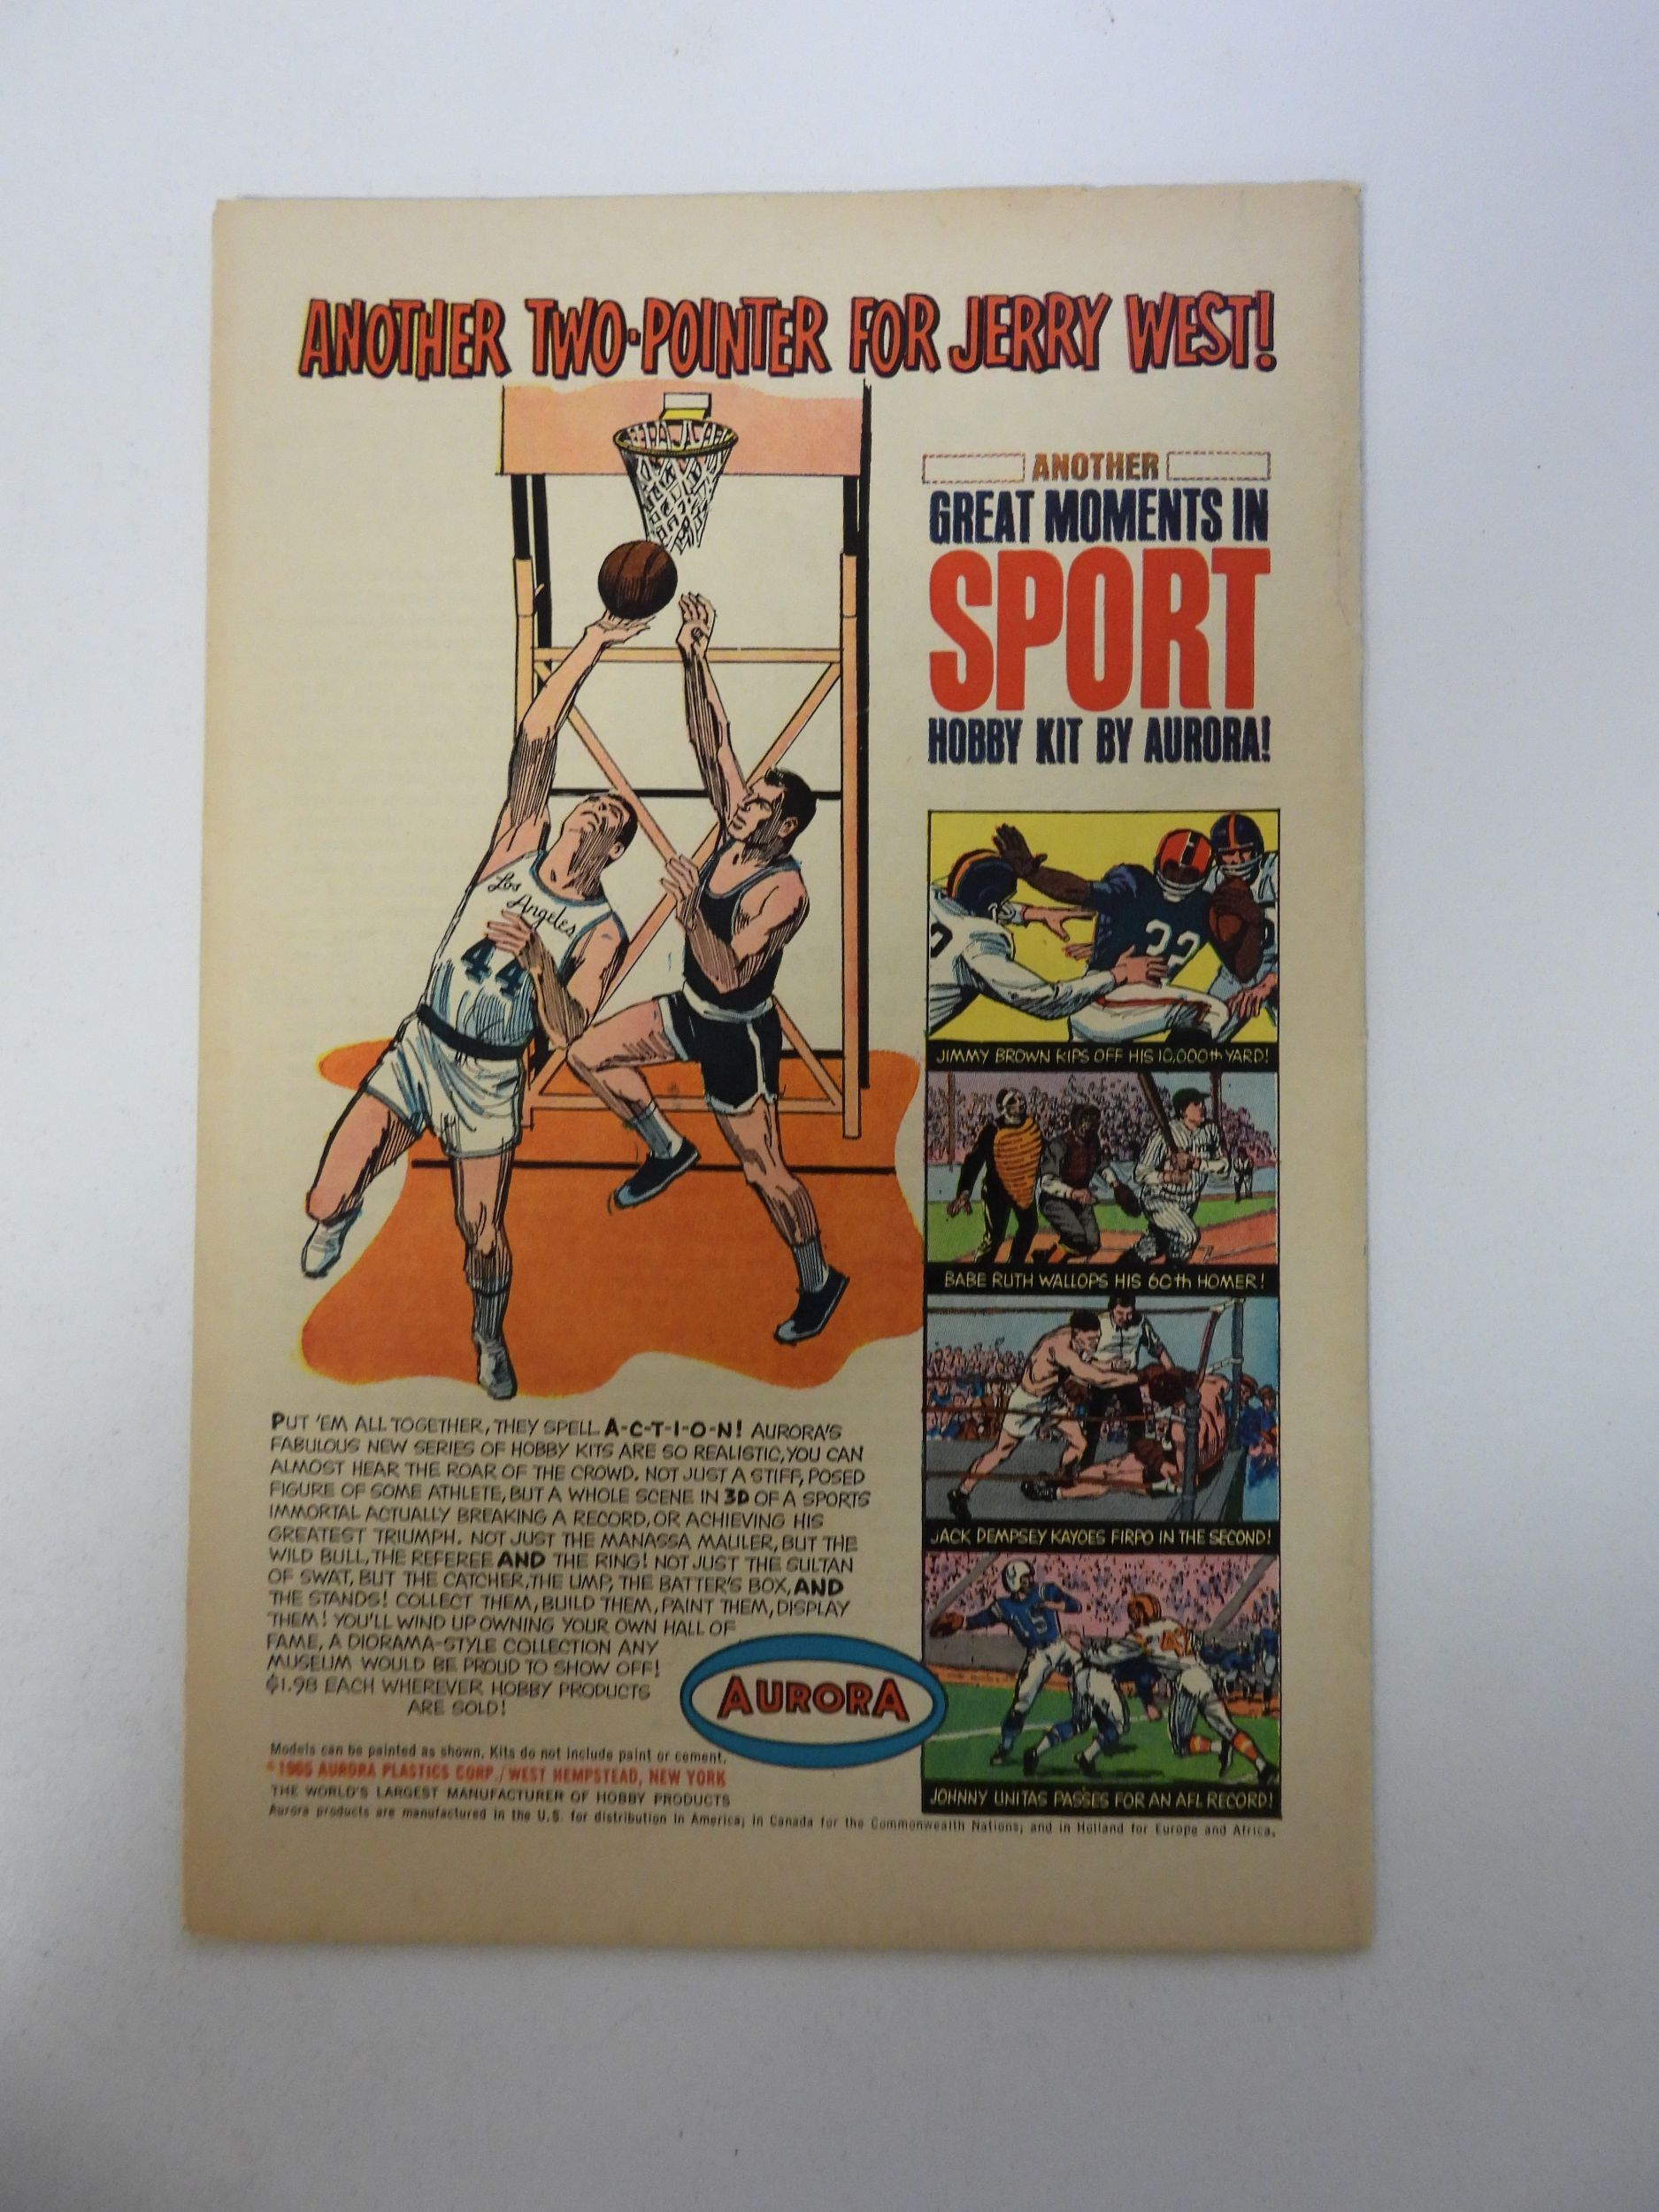 ANOTHER TWO-POINTER FOR JERRY WEST!
ANOTHER
GREAT MOMENTS IN
SPORT
HOBBY KIT BY AURORA!
Los
Angeles
44
22
JIMMY BROWN RIPS OFF HIS 10,000th YARD!
BABE RUTH WALLOPS HIS 60th HOMER!
JACK DEMPSEY KAYOES FIRPO IN THE SECOND!
15
JOHNNY UNITAS PASSES FOR AN AFL RECORD!
PUT 'EM ALL TOGETHER, THEY SPELL A-C-T-I-O-N! AURORA'S
FABULOUS NEW SERIES OF HOBBY KITS ARE SO REALISTIC, YOU CAN
ALMOST HEAR THE ROAR OF THE CROWD. NOT JUST A STIFF, POSED
FIGURE OF SOME ATHLETE, BUT A WHOLE SCENE IN 3D OF A SPORTS
IMMORTAL ACTUALLY BREAKING A RECORD, OR ACHIEVING HIS
GREATEST TRIUMPH. NOT JUST THE MANASSA MAULER, BUT THE
WILD BULL, THE REFEREE AND THE RING! NOT JUST THE SULTAN
OF SWAT, BUT THE CATCHER, THE UMP, THE BATTER'S BOX, AND
THE STANDS! COLLECT THEM, BUILD THEM, PAINT THEM, DISPLAY
THEM! YOU'LL WIND UP OWNING YOUR OWN HALL OF
FAME, A DIORAMA-STYLE COLLECTION ANY
MUSEUM WOULD BE PROUD TO SHOW OFF!
$1.98 EACH WHEREVER HOBBY PRODUCTS
ARE SOLD!
AURORA
Models can be painted as shown. Kits do not include paint or cement.
©1965 AURORA PLASTICS CORP./WEST HEMPSTEAD, NEW YORK
THE WORLD'S LARGEST MANUFACTURER OF HOBBY PRODUCTS
Aurora products are manufactured in the U.S. for distribution in America; in Canada for the Commonwealth Nations; and in Holland for Europe and Africa.